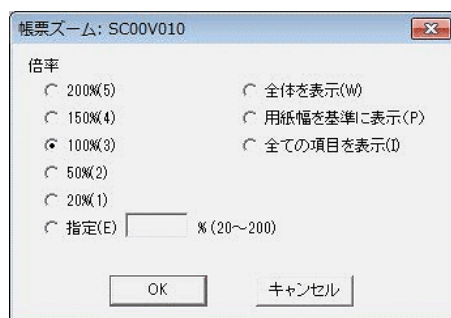 帳票ズーム: SC00V010
倍率
200%(5)
150%(4)
100%(3)
50%(2)
20%(1)
指定(E) %(20～200)
全体を表示(W)
用紙幅を基準に表示(P)
全ての項目を表示(I)
OK
キャンセル